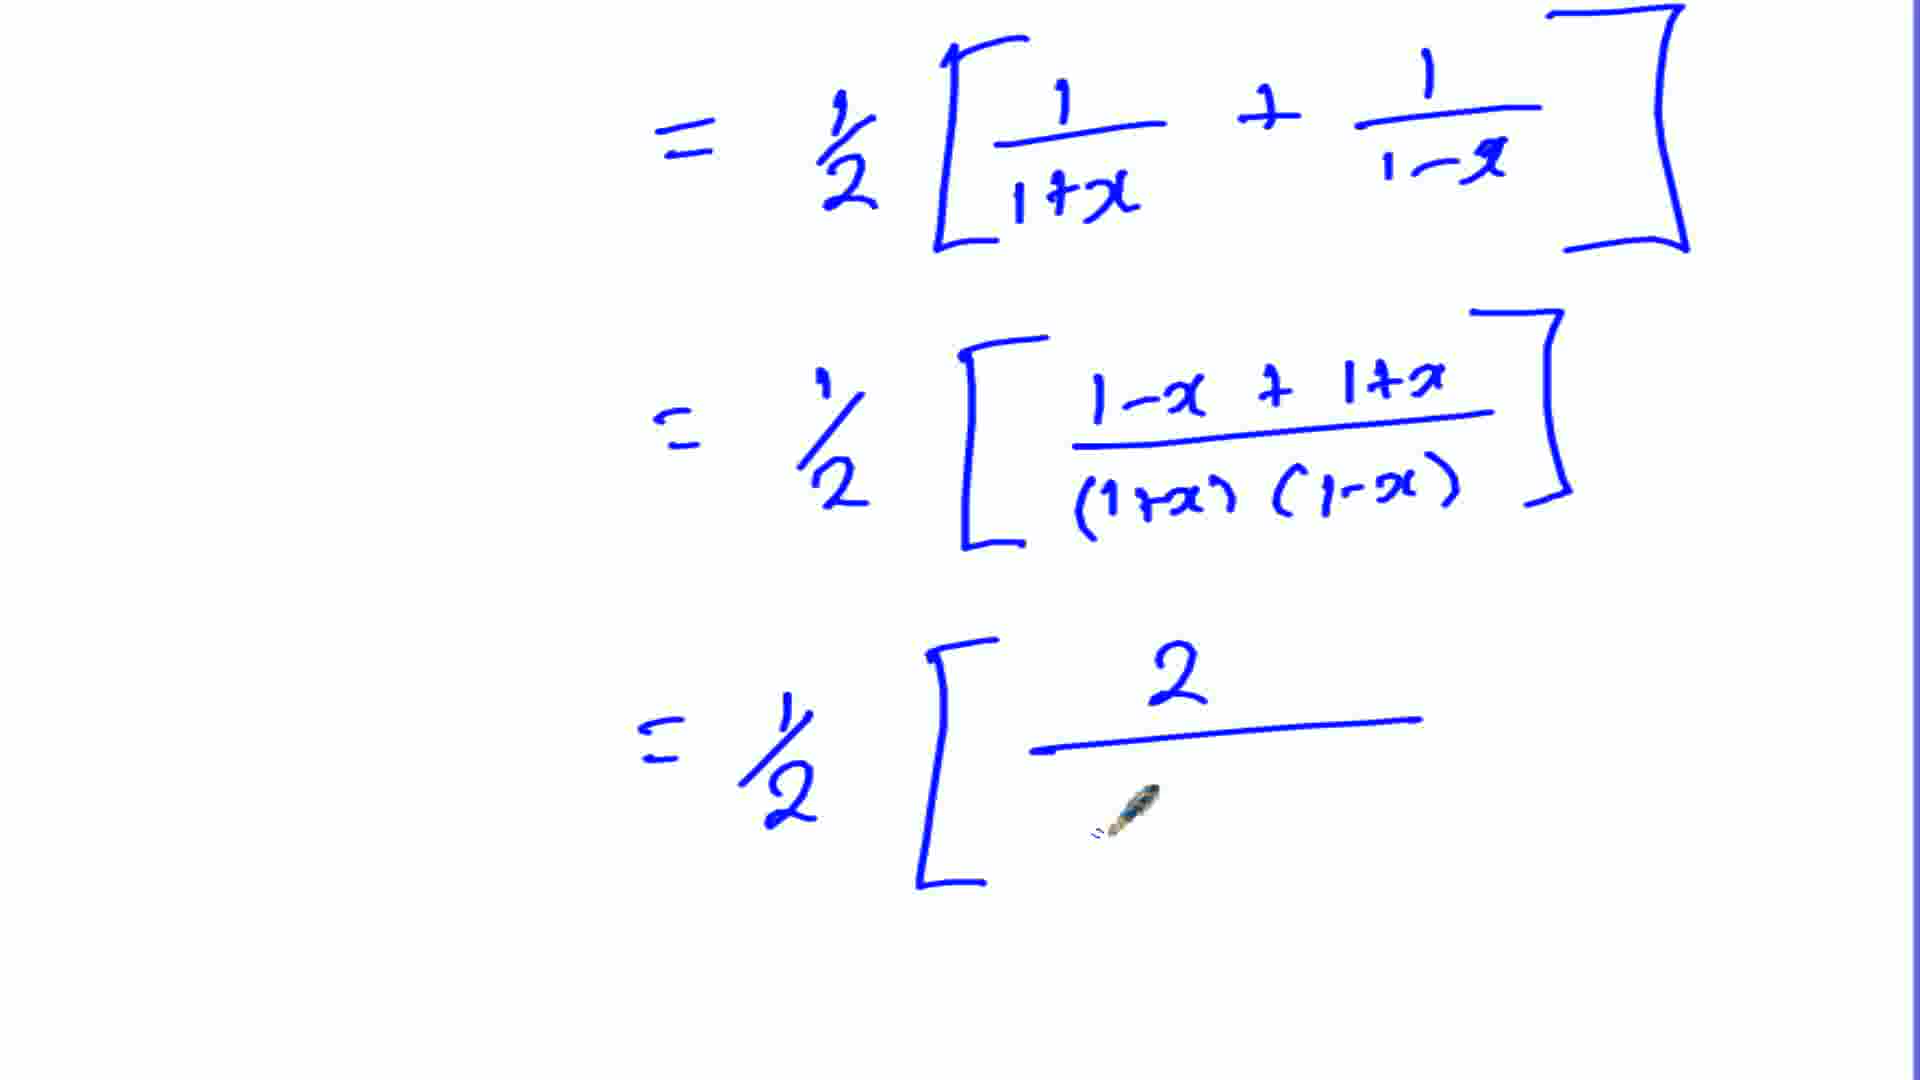 = 1/2 [ 1/(1+x) + 1/(1-x) ]
= 1/2 [ (1-x + 1+x)/((1+x)(1-x)) ]
= 1/2 [ 2/